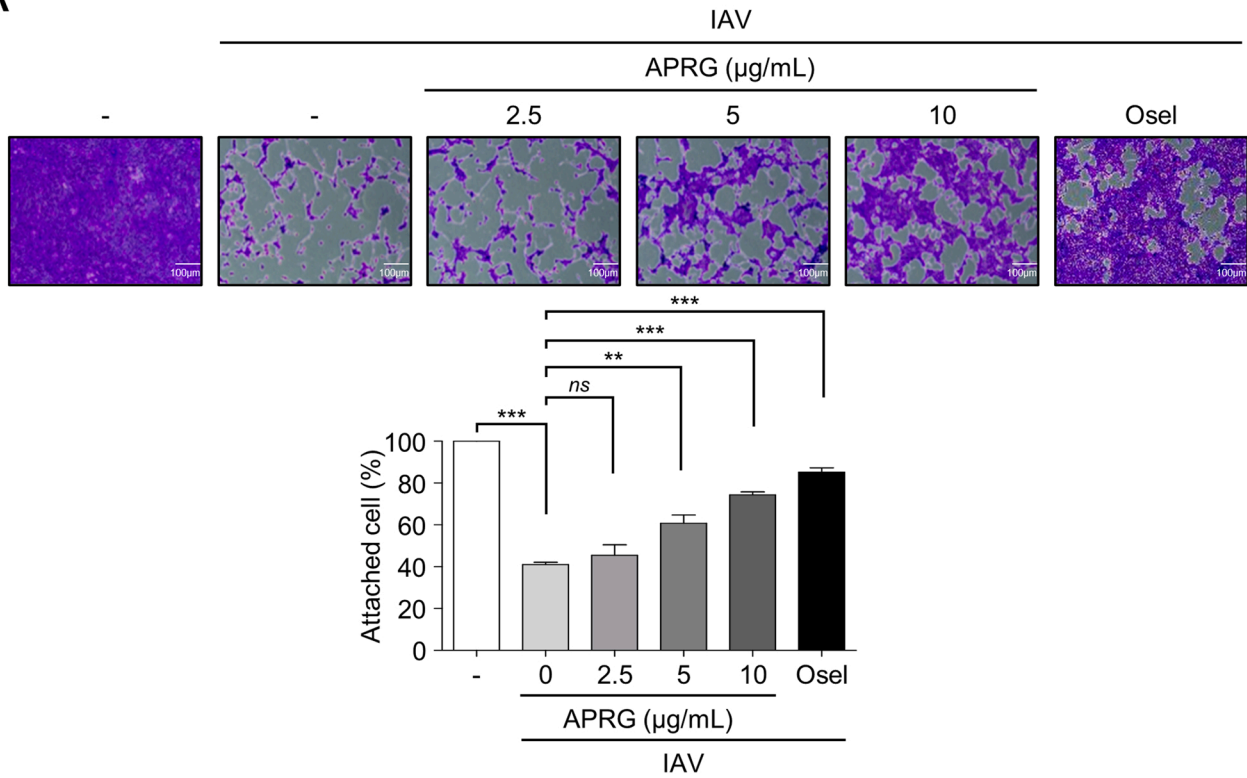 IAV
APRG (µg/mL)
- - 2.5 5 10 Osel
100µm 100µm 100µm 100µm 100µm 100µm
***
***
**
ns
***
Attached cell (%)
100
80
60
40
20
0
- 0 2.5 5 10 Osel
APRG (µg/mL)
IAV